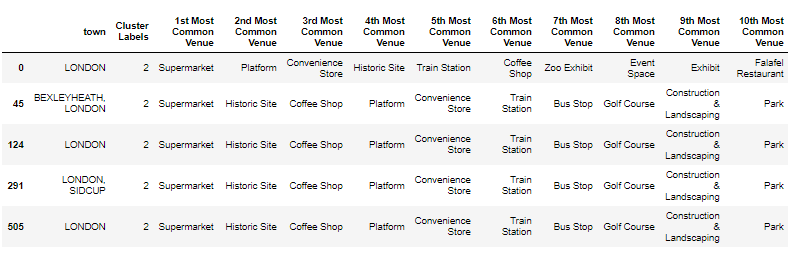 town Cluster Labels 1st Most Common Venue 2nd Most Common Venue 3rd Most Common Venue 4th Most Common Venue 5th Most Common Venue 6th Most Common Venue 7th Most Common Venue 8th Most Common Venue 9th Most Common Venue 10th Most Common Venue
0 LONDON 2 Supermarket Platform Convenience Store Historic Site Train Station Coffee Shop Zoo Exhibit Event Space Exhibit Falafel Restaurant
45 BEXLEYHEATH, LONDON 2 Supermarket Historic Site Coffee Shop Platform Convenience Store Train Station Bus Stop Golf Course Construction & Landscaping Park
124 LONDON 2 Supermarket Historic Site Coffee Shop Platform Convenience Store Train Station Bus Stop Golf Course Construction & Landscaping Park
291 LONDON, SIDCUP 2 Supermarket Historic Site Coffee Shop Platform Convenience Store Train Station Bus Stop Golf Course Construction & Landscaping Park
505 LONDON 2 Supermarket Historic Site Coffee Shop Platform Convenience Store Train Station Bus Stop Golf Course Construction & Landscaping Park